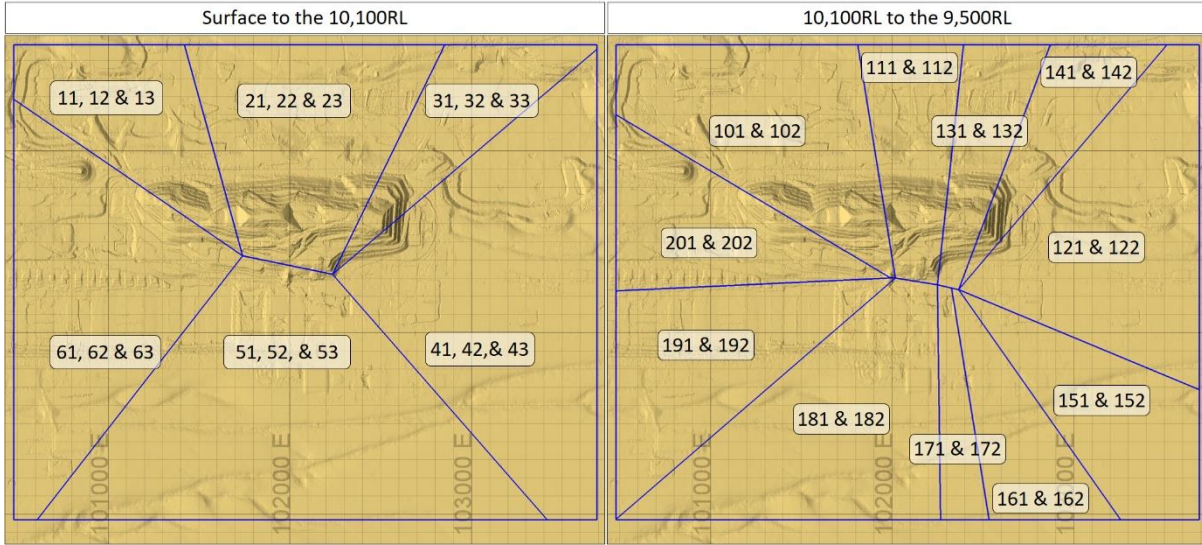 Surface to the 10,100RL
10,100RL to the 9,500RL
11, 12 & 13
21, 22 & 23
31, 32 & 33
61, 62 & 63
51, 52, & 53
41, 42,& 43
101000 E
102000 E
103000 E
111 & 112
141 & 142
101 & 102
131 & 132
201 & 202
121 & 122
191 & 192
181 & 182
151 & 152
171 & 172
161 & 162
101000 E
102000 E